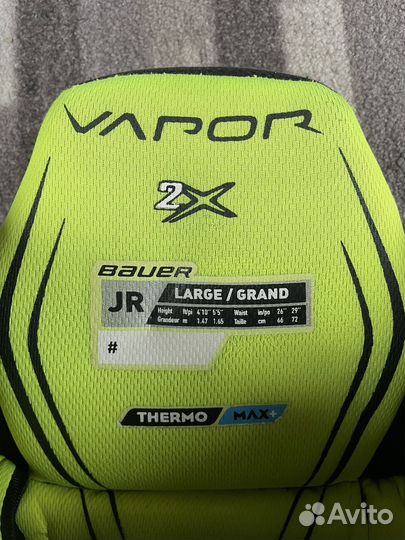 VAPOR
2X
BAUER
JR LARGE / GRAND
Height ft/pi 4'10" 5'5" Waist in/po 26" 29"
Grandeur m 1.47 1.65 Taille cm 66 72
#
THERMO MAX+
Avito